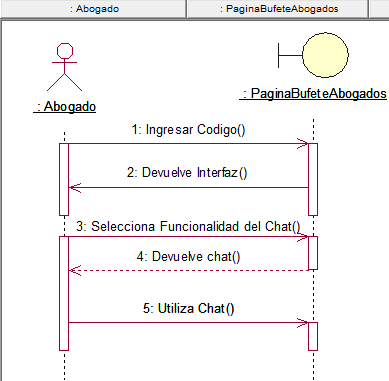 : Abogado
: PaginaBufeteAbogados
: Abogado
: PaginaBufeteAbogados
1: Ingresar Codigo()
2: Devuelve Interfaz()
3: Selecciona Funcionalidad del Chat()
4: Devuelve chat()
5: Utiliza Chat()